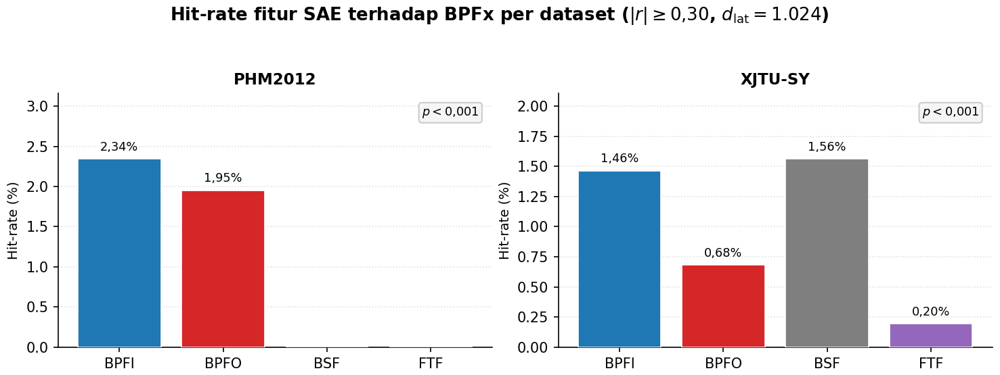 Hit-rate fitur SAE terhadap BPFx per dataset (|r| ≥ 0,30, d_lat = 1.024)
PHM2012
Hit-rate (%)
3.0
2.5
2.0
1.5
1.0
0.5
0.0
p < 0,001
2,34%
1,95%
BPFI BPFO BSF FTF
XJTU-SY
Hit-rate (%)
2.00
1.75
1.50
1.25
1.00
0.75
0.50
0.25
0.00
p < 0,001
1,46%
0,68%
1,56%
0,20%
BPFI BPFO BSF FTF